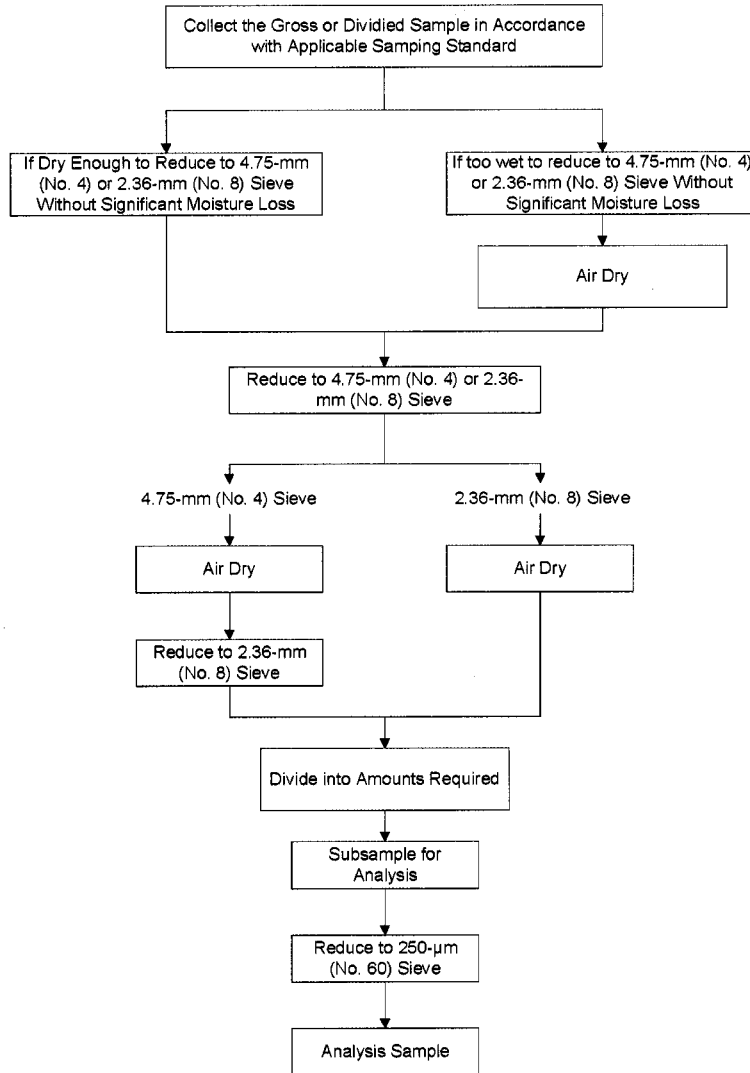 Collect the Gross or Dividied Sample in Accordance
with Applicable Samping Standard
If Dry Enough to Reduce to 4.75-mm
(No. 4) or 2.36-mm (No. 8) Sieve
Without Significant Moisture Loss
If too wet to reduce to 4.75-mm (No. 4)
or 2.36-mm (No. 8) Sieve Without
Significant Moisture Loss
Air Dry
Reduce to 4.75-mm (No. 4) or 2.36-
mm (No. 8) Sieve
4.75-mm (No. 4) Sieve
2.36-mm (No. 8) Sieve
Air Dry
Air Dry
Reduce to 2.36-mm
(No. 8) Sieve
Divide into Amounts Required
Subsample for
Analysis
Reduce to 250-µm
(No. 60) Sieve
Analysis Sample